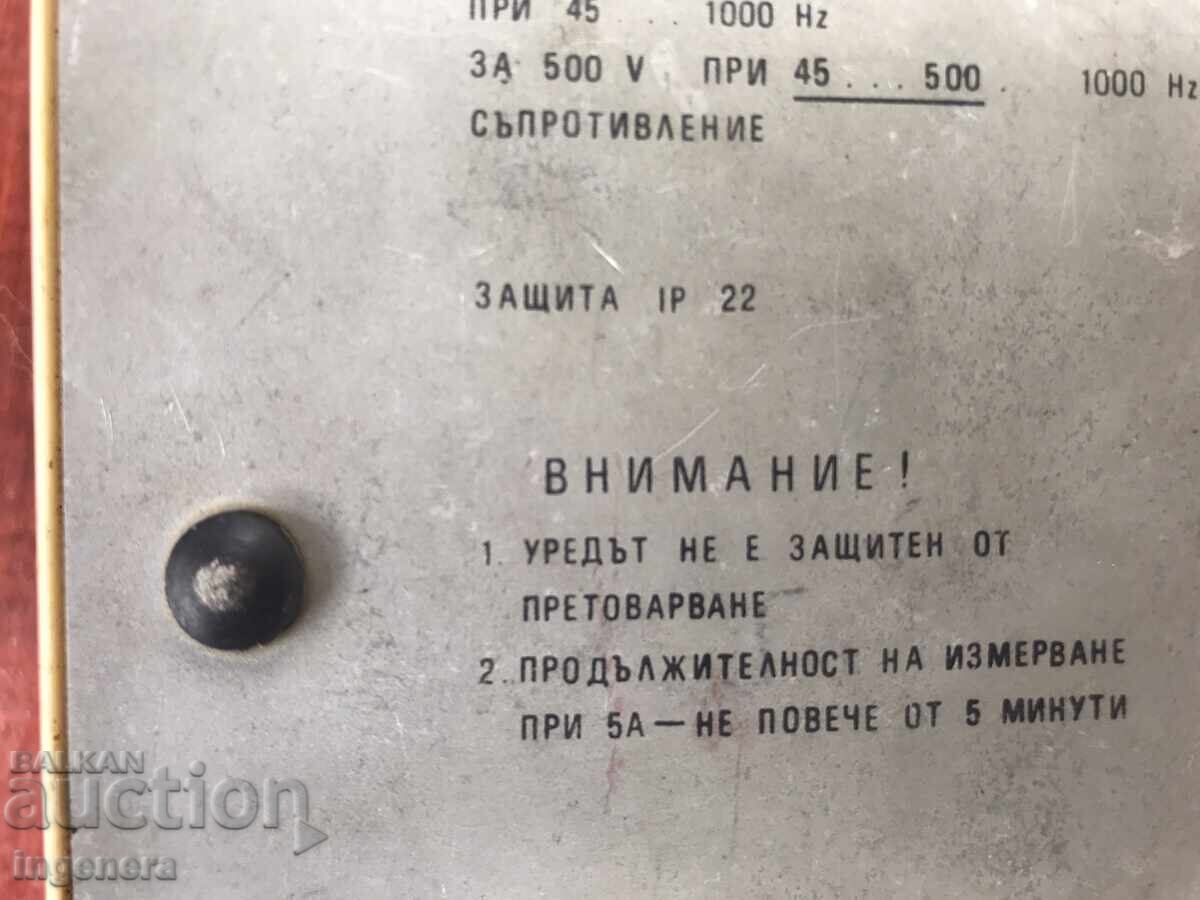 ПРИ 45 ... 1000 Hz
ЗА 500 V, ПРИ 45 ... 500 ... 1000 Hz
СЪПРОТИВЛЕНИЕ
ЗАЩИТА IP 22
ВНИМАНИЕ!
1. УРЕДЪТ НЕ Е ЗАЩИТЕН ОТ
ПРЕТОВАРВАНЕ
2. ПРОДЪЛЖИТЕЛНОСТ НА ИЗМЕРВАНЕ
ПРИ 5А — НЕ ПОВЕЧЕ ОТ 5 МИНУТИ
BALKAN
auction
ingenera